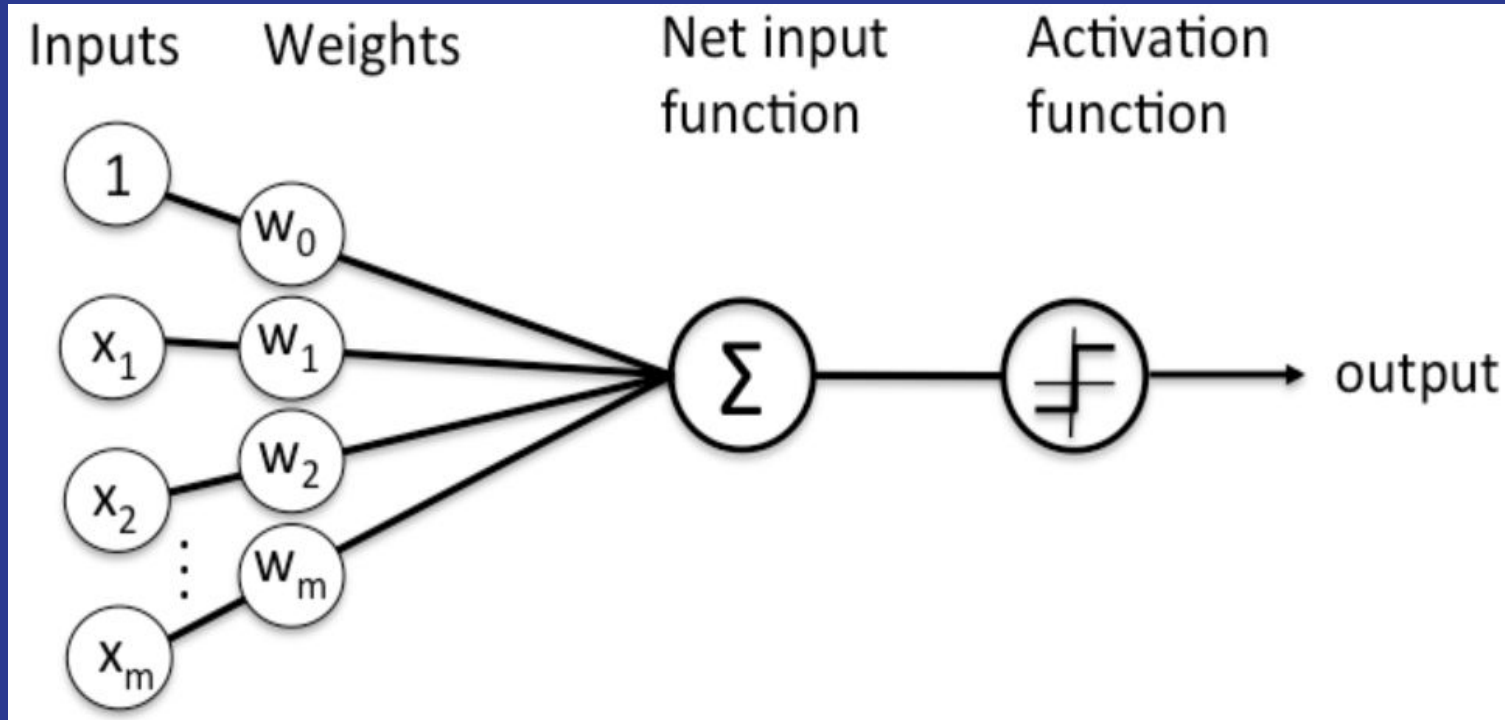 Inputs Weights Net input function Activation function
1
w₀
x₁
w₁
x₂
w₂
⋮
xₘ
wₘ
Σ
output